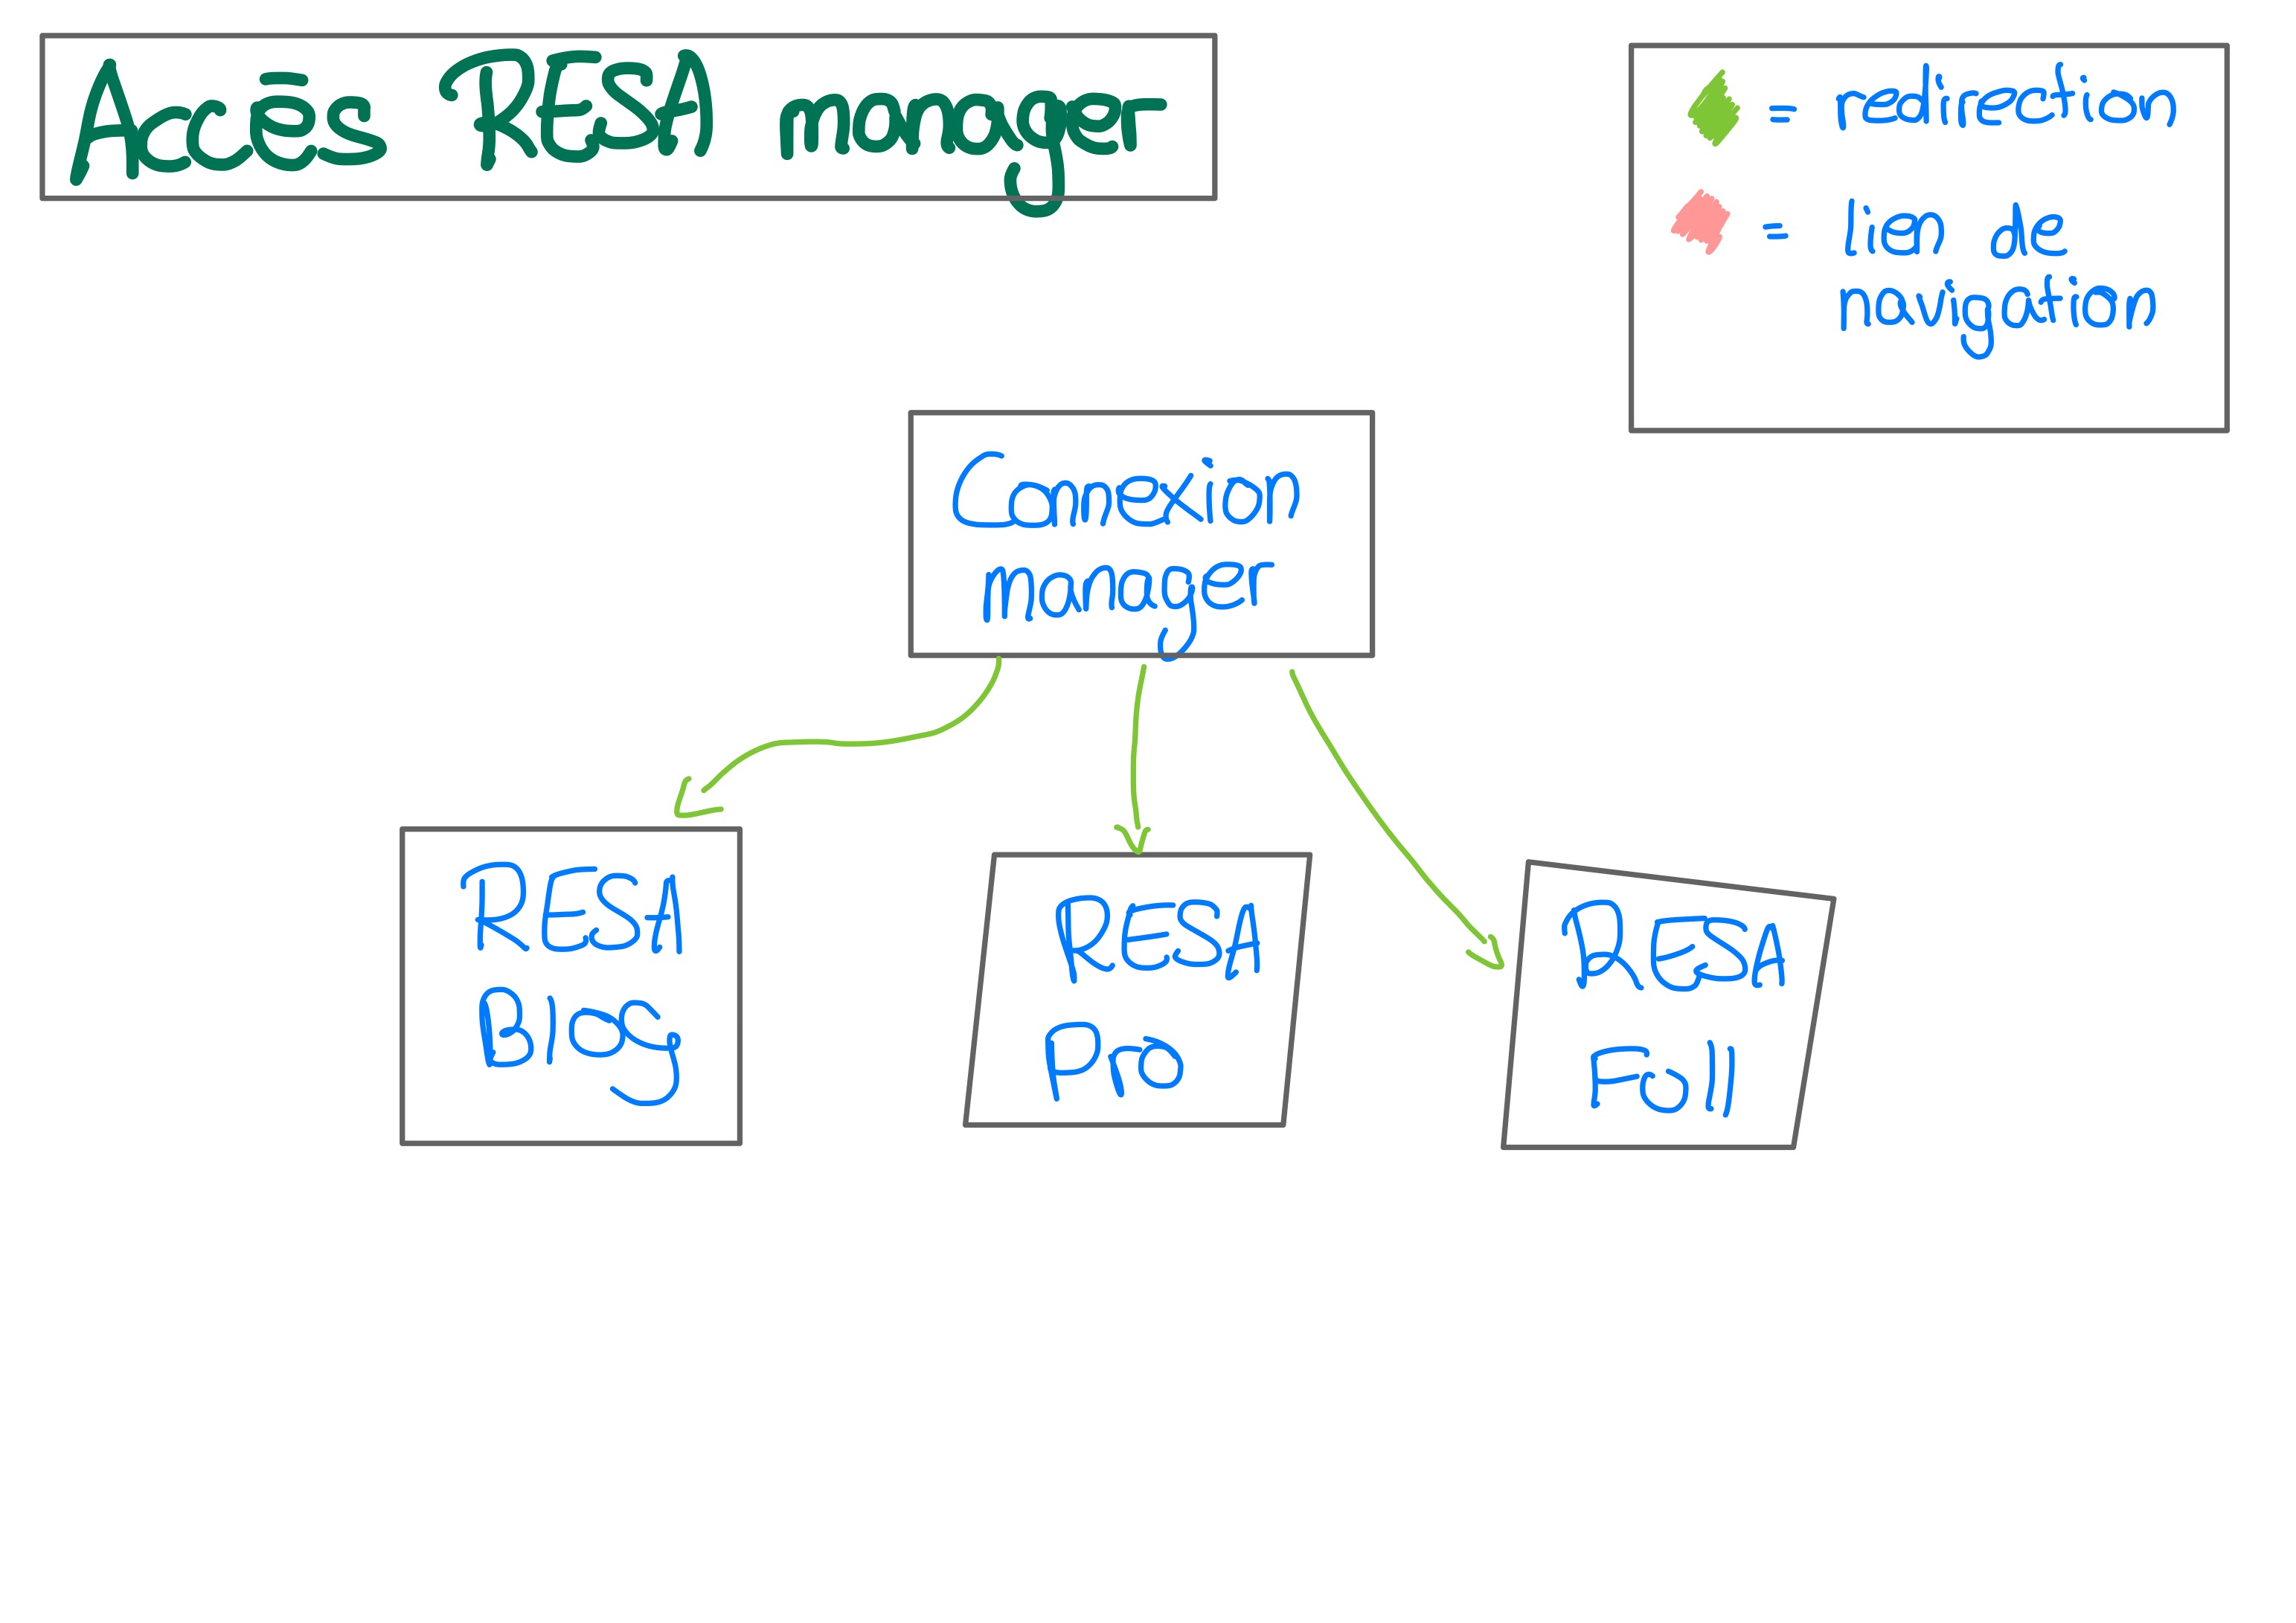 Accēs RESA manager
= redirection
= lien de
navigation
Connexion
manager
RESA
Blog
RESA
Pro
RESA
Full